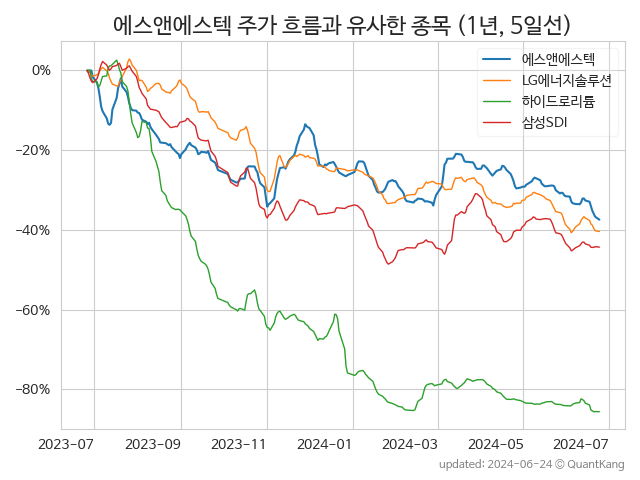 에스앤에스텍 주가 흐름과 유사한 종목 (1년, 5일선)
에스앤에스텍
LG에너지솔루션
하이드로리튬
삼성SDI
0%
−20%
−40%
−60%
−80%
2023-07 2023-09 2023-11 2024-01 2024-03 2024-05 2024-07
updated: 2024-06-24 © QuantKang